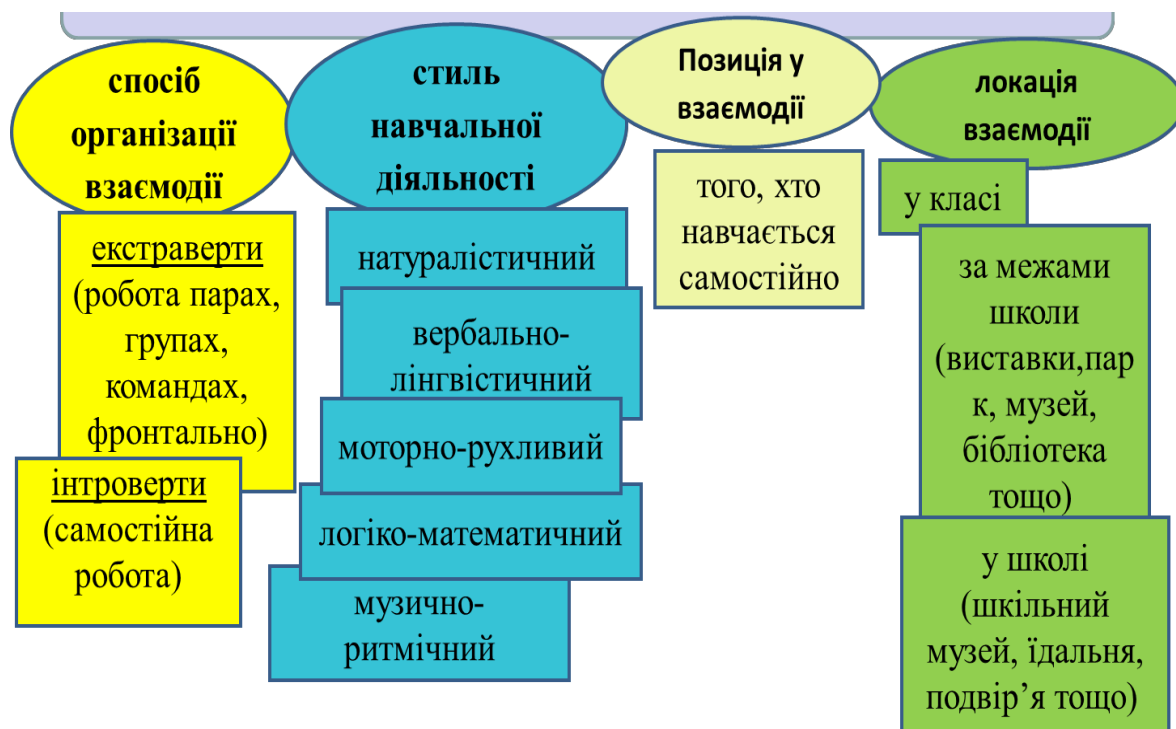 спосіб
організації
взаємодії
екстраверти
(робота парах,
групах,
командах,
фронтально)
інтроверти
(самостійна
робота)
стиль
навчальної
діяльності
натуралістичний
вербально-
лінгвістичний
моторно-рухливий
логіко-математичний
музично-
ритмічний
Позиція у
взаємодії
того, хто
навчається
самостійно
локація
взаємодії
у класі
за межами
школи
(виставки,пар
к, музей,
бібліотека
тощо)
у школі
(шкільний
музей, їдальня,
подвір’я тощо)